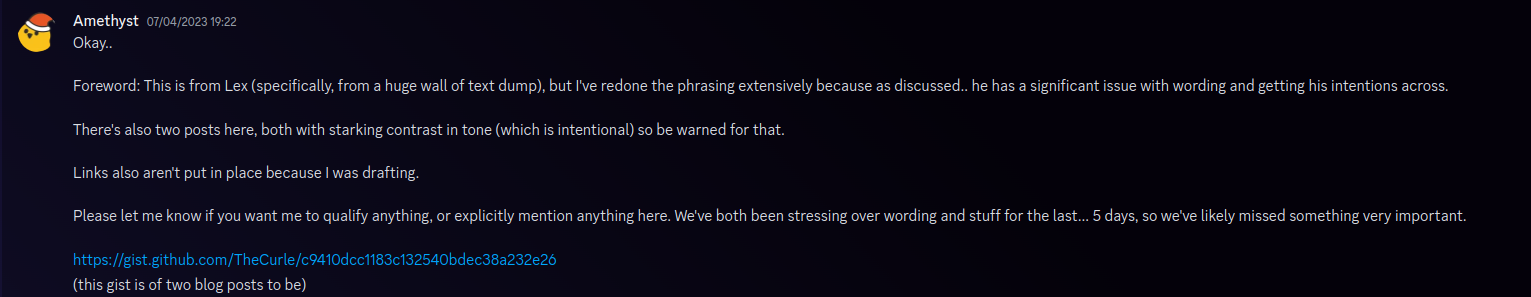 Amethyst 07/04/2023 19:22
Okay..
Foreword: This is from Lex (specifically, from a huge wall of text dump), but I've redone the phrasing extensively because as discussed.. he has a significant issue with wording and getting his intentions across.
There's also two posts here, both with starking contrast in tone (which is intentional) so be warned for that.
Links also aren't put in place because I was drafting.
Please let me know if you want me to qualify anything, or explicitly mention anything here. We've both been stressing over wording and stuff for the last... 5 days, so we've likely missed something very important.
https://gist.github.com/TheCurle/c9410dcc1183c132540bdec38a232e26
(this gist is of two blog posts to be)